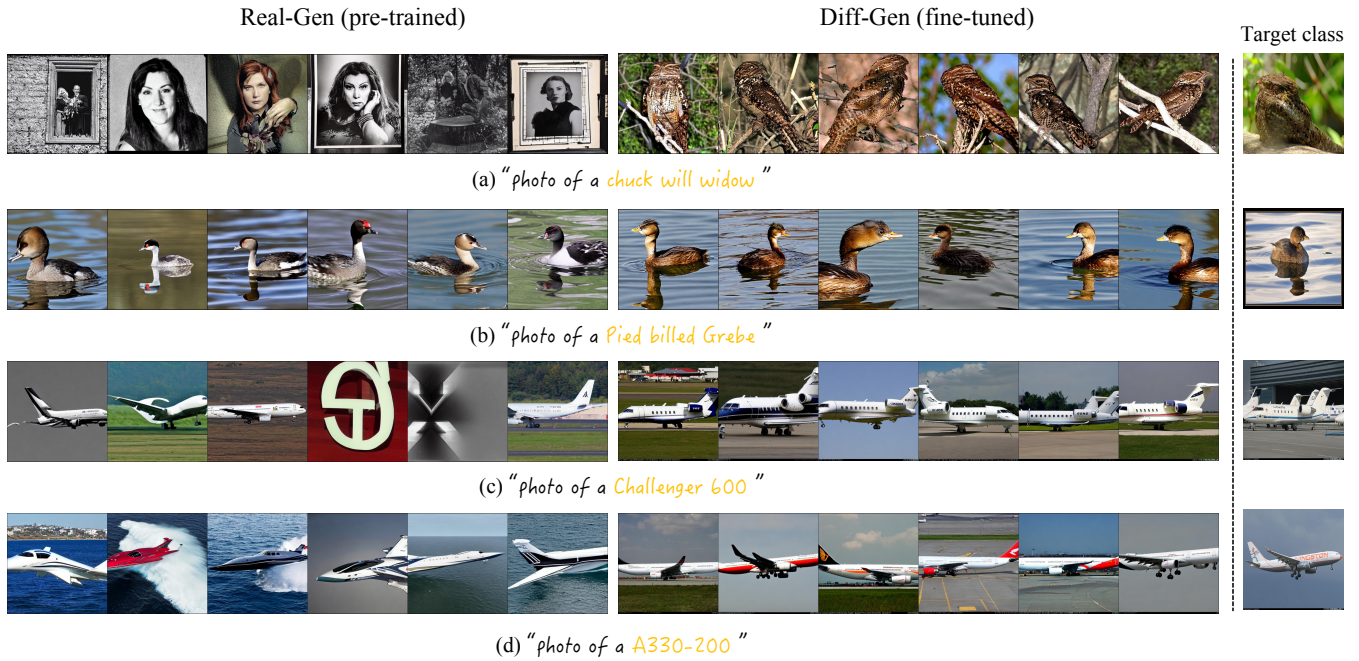 Real-Gen (pre-trained)
Diff-Gen (fine-tuned)
Target class
(a) “photo of a chuck will widow ”
(b) “photo of a Pied billed Grebe ”
(c) “photo of a Challenger 600 ”
(d) “photo of a A330-200 ”